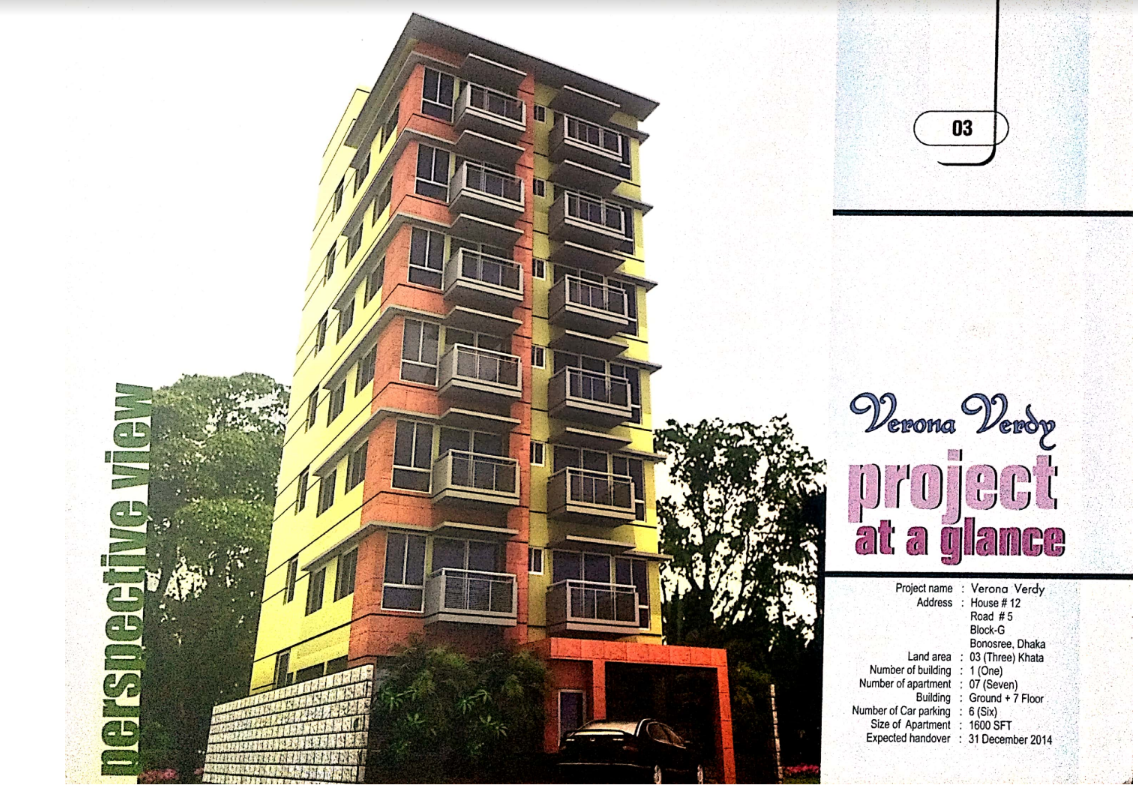 perspective view
03
Verona Verdy
project
at a glance
Project name : Verona Verdy
Address : House # 12
Road # 5
Block-G
Bonosree, Dhaka
Land area : 03 (Three) Khata
Number of building : 1 (One)
Number of apartment : 07 (Seven)
Building : Ground + 7 Floor
Number of Car parking : 6 (Six)
Size of Apartment : 1600 SFT
Expected handover : 31 December 2014